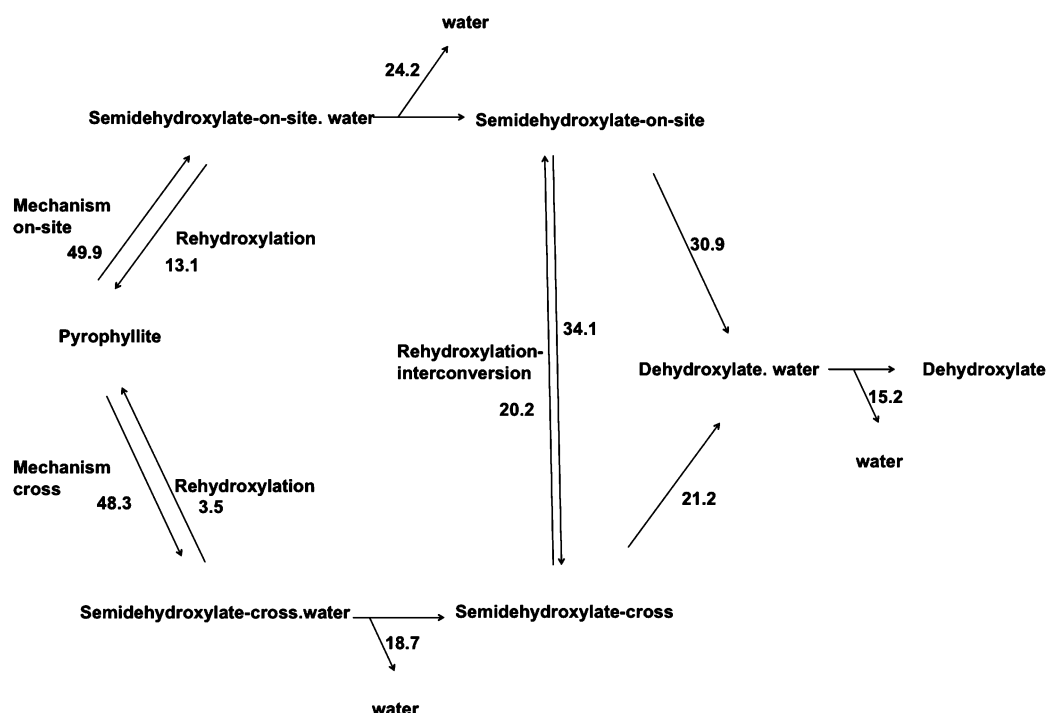 water
24.2
Semidehydroxylate-on-site. water
Semidehydroxylate-on-site
Mechanism
on-site
49.9
Rehydroxylation
13.1
30.9
Pyrophyllite
34.1
Rehydroxylation-
interconversion
20.2
Dehydroxylate. water
Dehydroxylate
15.2
water
Mechanism
cross
48.3
Rehydroxylation
3.5
21.2
Semidehydroxylate-cross.water
Semidehydroxylate-cross
18.7
water